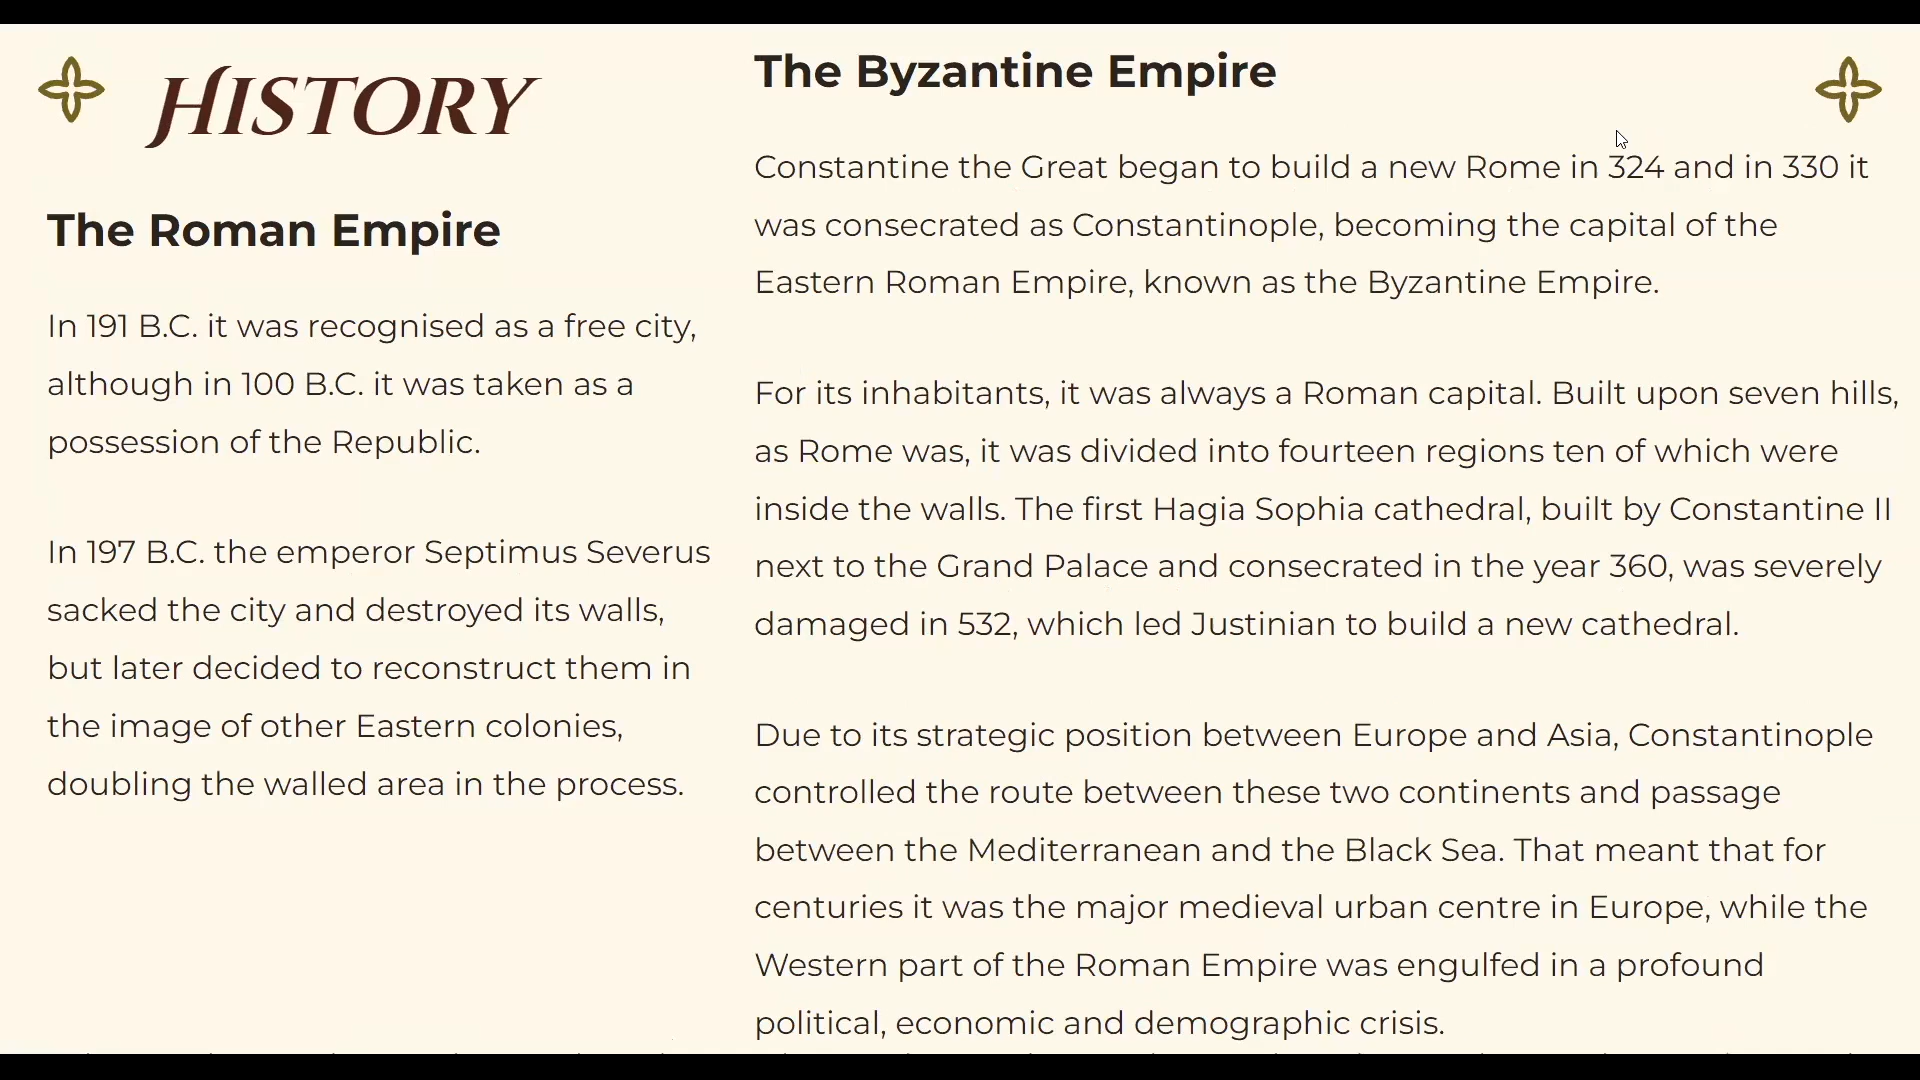 HISTORY
The Roman Empire
In 191 B.C. it was recognised as a free city,
although in 100 B.C. it was taken as a
possession of the Republic.
In 197 B.C. the emperor Septimus Severus
sacked the city and destroyed its walls,
but later decided to reconstruct them in
the image of other Eastern colonies,
doubling the walled area in the process.
The Byzantine Empire
Constantine the Great began to build a new Rome in 324 and in 330 it
was consecrated as Constantinople, becoming the capital of the
Eastern Roman Empire, known as the Byzantine Empire.
For its inhabitants, it was always a Roman capital. Built upon seven hills,
as Rome was, it was divided into fourteen regions ten of which were
inside the walls. The first Hagia Sophia cathedral, built by Constantine II
next to the Grand Palace and consecrated in the year 360, was severely
damaged in 532, which led Justinian to build a new cathedral.
Due to its strategic position between Europe and Asia, Constantinople
controlled the route between these two continents and passage
between the Mediterranean and the Black Sea. That meant that for
centuries it was the major medieval urban centre in Europe, while the
Western part of the Roman Empire was engulfed in a profound
political, economic and demographic crisis.